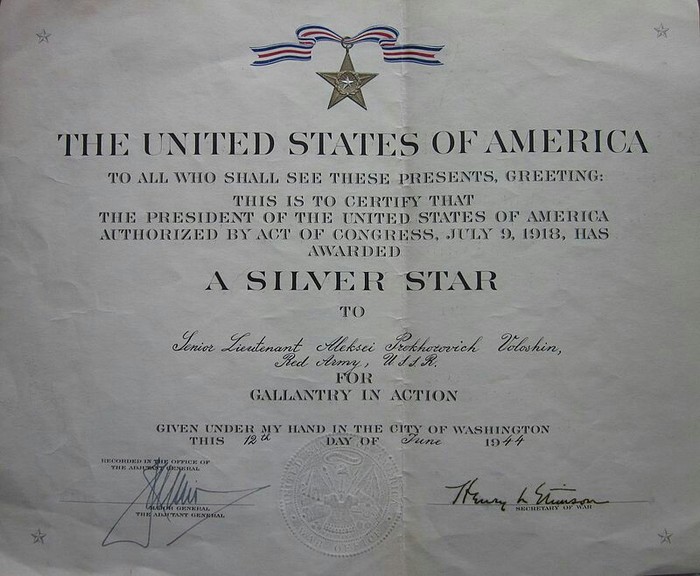 THE UNITED STATES OF AMERICA
TO ALL WHO SHALL SEE THESE PRESENTS, GREETING:
THIS IS TO CERTIFY THAT
THE PRESIDENT OF THE UNITED STATES OF AMERICA
AUTHORIZED BY ACT OF CONGRESS, JULY 9, 1918, HAS
AWARDED
A SILVER STAR
TO
Senior Lieutenant Aleksei Prokhorovich Voloshin,
Red Army, U.S.S.R.
FOR
GALLANTRY IN ACTION
GIVEN UNDER MY HAND IN THE CITY OF WASHINGTON
THIS 12th DAY OF June 1944
RECORDED IN THE OFFICE OF
THE ADJUTANT GENERAL
MAJOR GENERAL
THE ADJUTANT GENERAL
Henry L Stimson
SECRETARY OF WAR